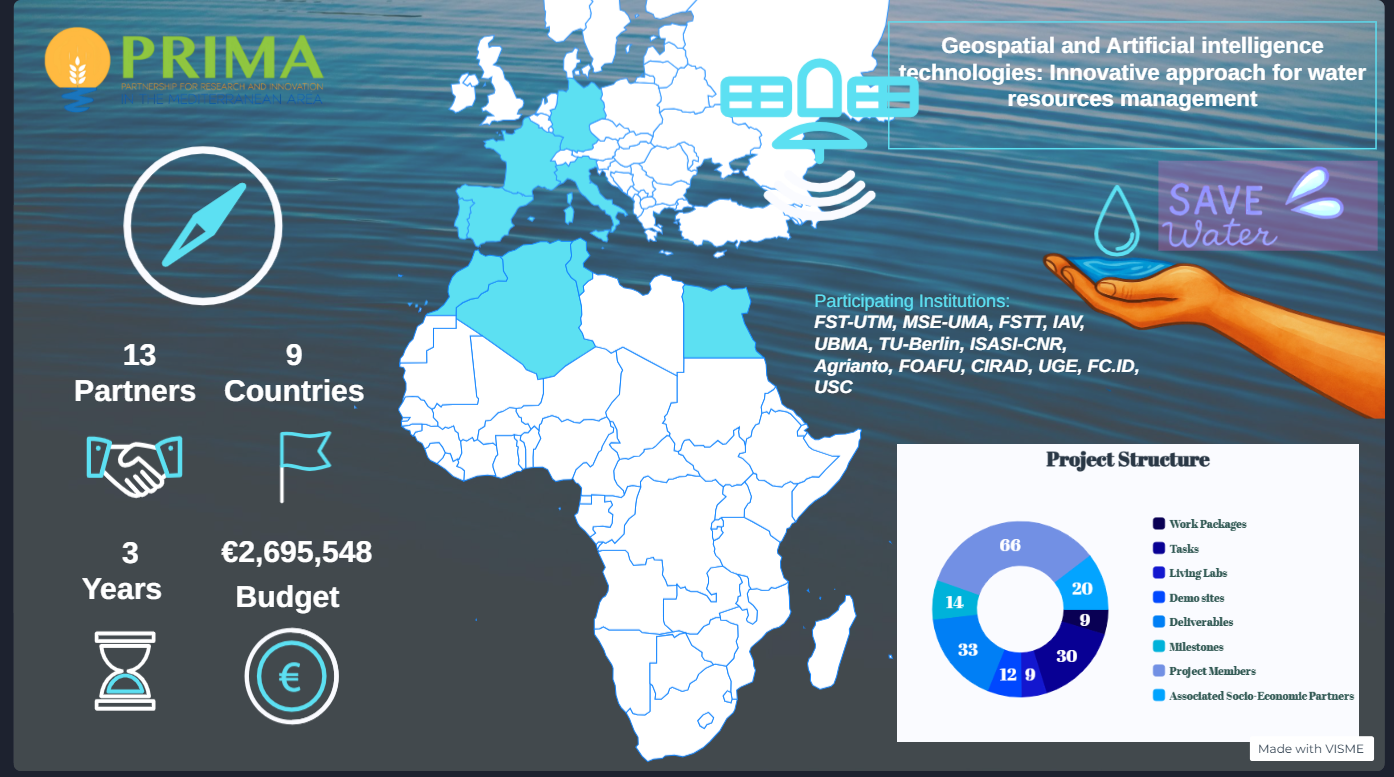 PRIMA
PARTNERSHIP FOR RESEARCH AND INNOVATION
IN THE MEDITERRANEAN AREA
Geospatial and Artificial intelligence
technologies: Innovative approach for water
resources management
SAVE
Water
13
Partners
9
Countries
3
Years
€2,695,548
Budget
€
Participating Institutions:
FST-UTM, MSE-UMA, FSTT, IAV,
UBMA, TU-Berlin, ISASI-CNR,
Agrianto, FOAFU, CIRAD, UGE, FC.ID,
USC
Project Structure
66
20
9
30
9
12
33
14
Work Packages
Tasks
Living Labs
Demo sites
Deliverables
Milestones
Project Members
Associated Socio-Economic Partners
Made with VISME